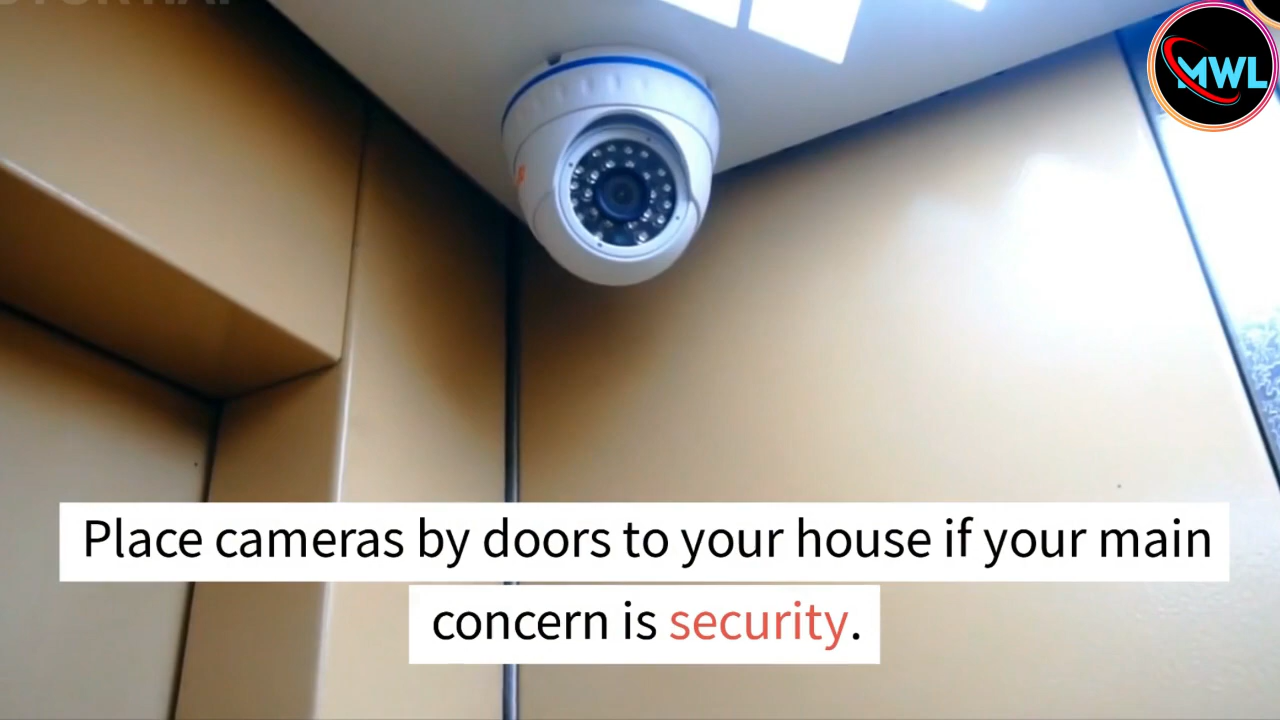 MWL
Place cameras by doors to your house if your main
concern is security.